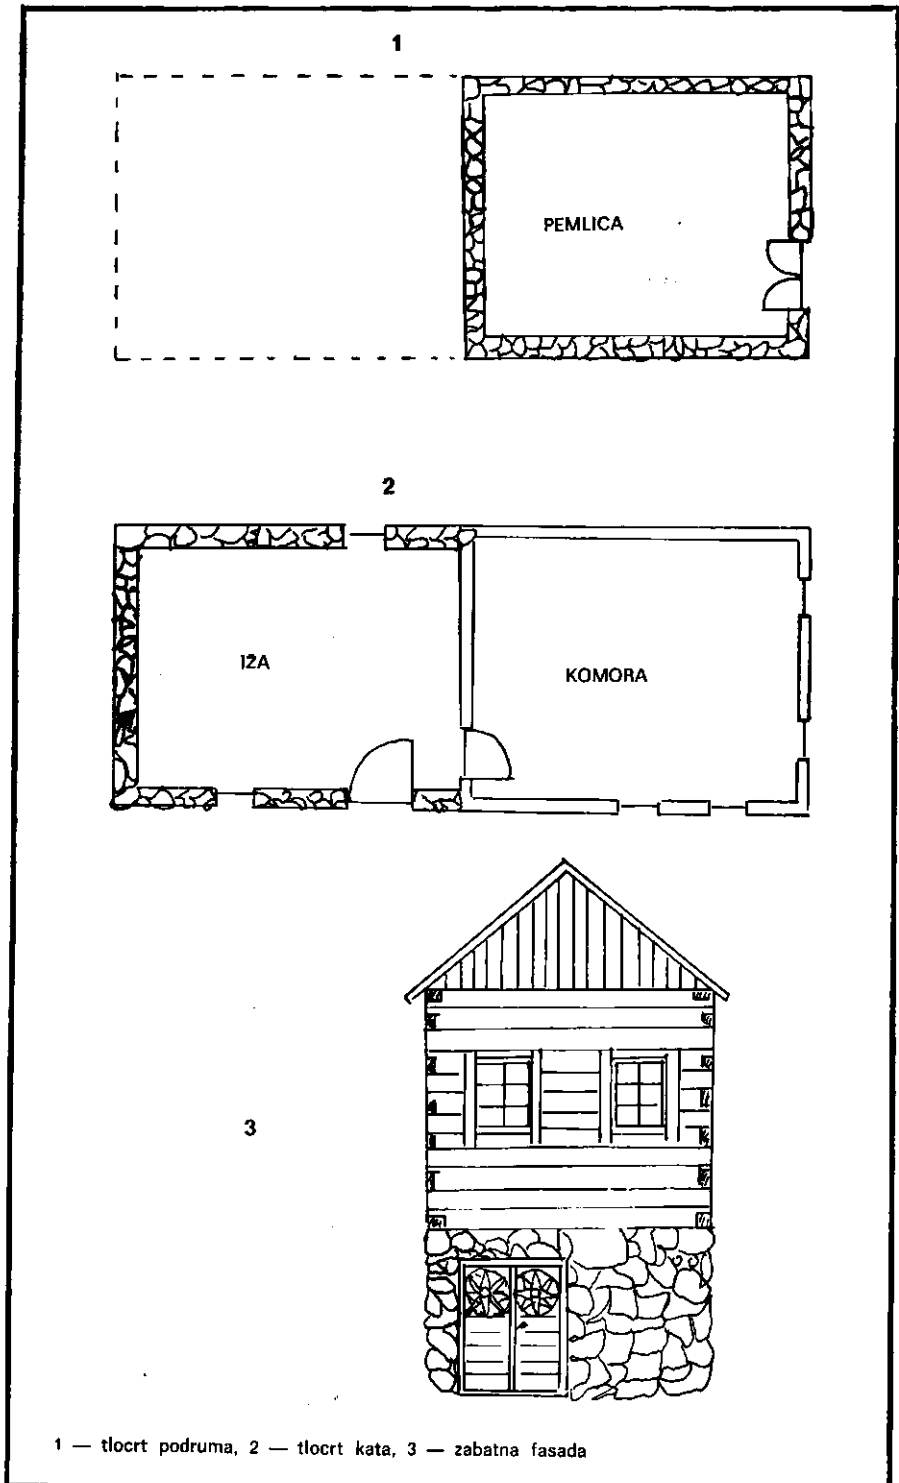 1
PEMLICA
2
IŽA
KOMORA
3
1 — tlocrt podruma, 2 — tlocrt kata, 3 — zabatna fasada